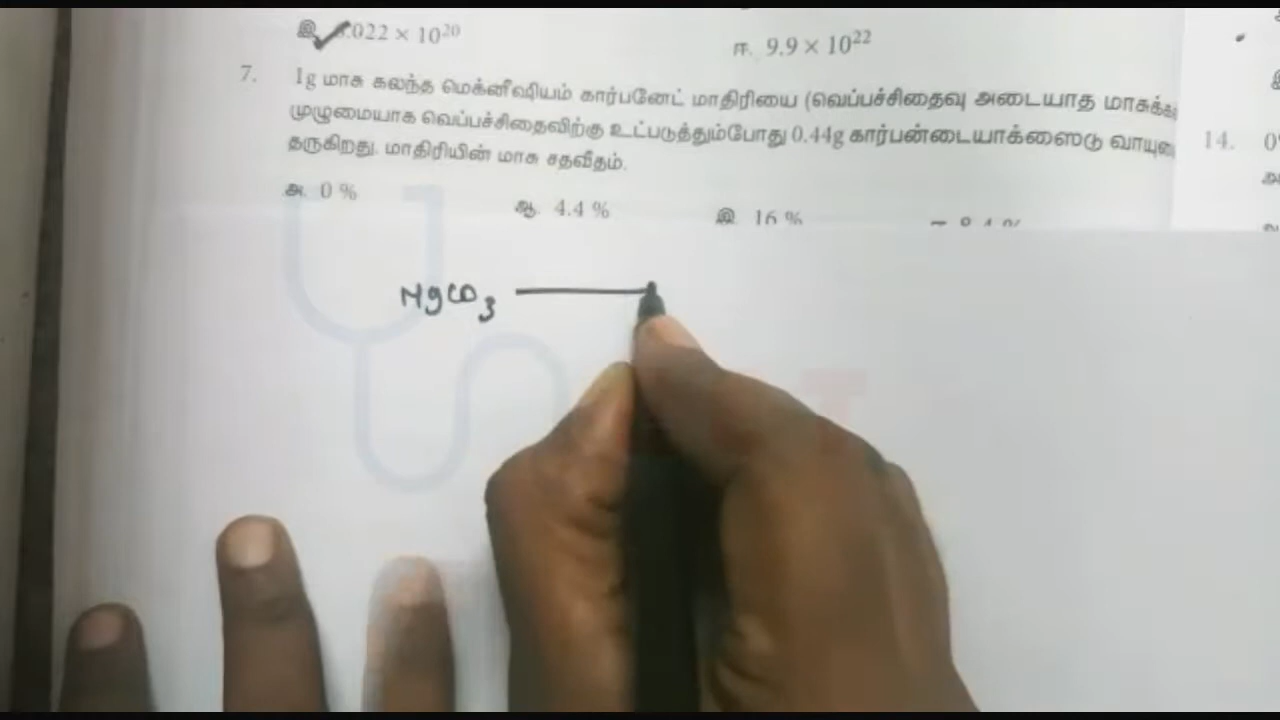 இ. 6.022 × 10²⁰
ஈ. 9.9 × 10²²
7. 1g மாசு கலந்த மெக்னீஷியம் கார்பனேட் மாதிரியை (வெப்பச்சிதைவு அடையாத
முழுமையாக வெப்பச்சிதைவிற்கு உட்படுத்தும்போது 0.44g கார்பன்டையாக்ஸைடு
தருகிறது. மாதிரியின் மாசு சதவீதம்.
அ. 0 %
ஆ. 4.4 %
இ. 16 %
MgCO₃
14.